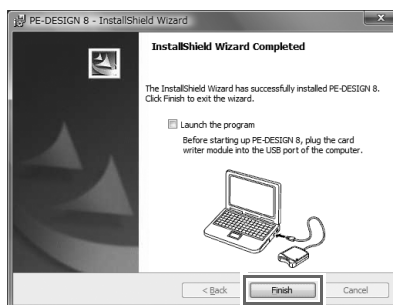 PE-DESIGN 8 - InstallShield Wizard
InstallShield Wizard Completed
The InstallShield Wizard has successfully installed PE-DESIGN 8.
Click Finish to exit the wizard.
Launch the program
Before starting up PE-DESIGN 8, plug the card
writer module into the USB port of the computer.
< Back Finish Cancel